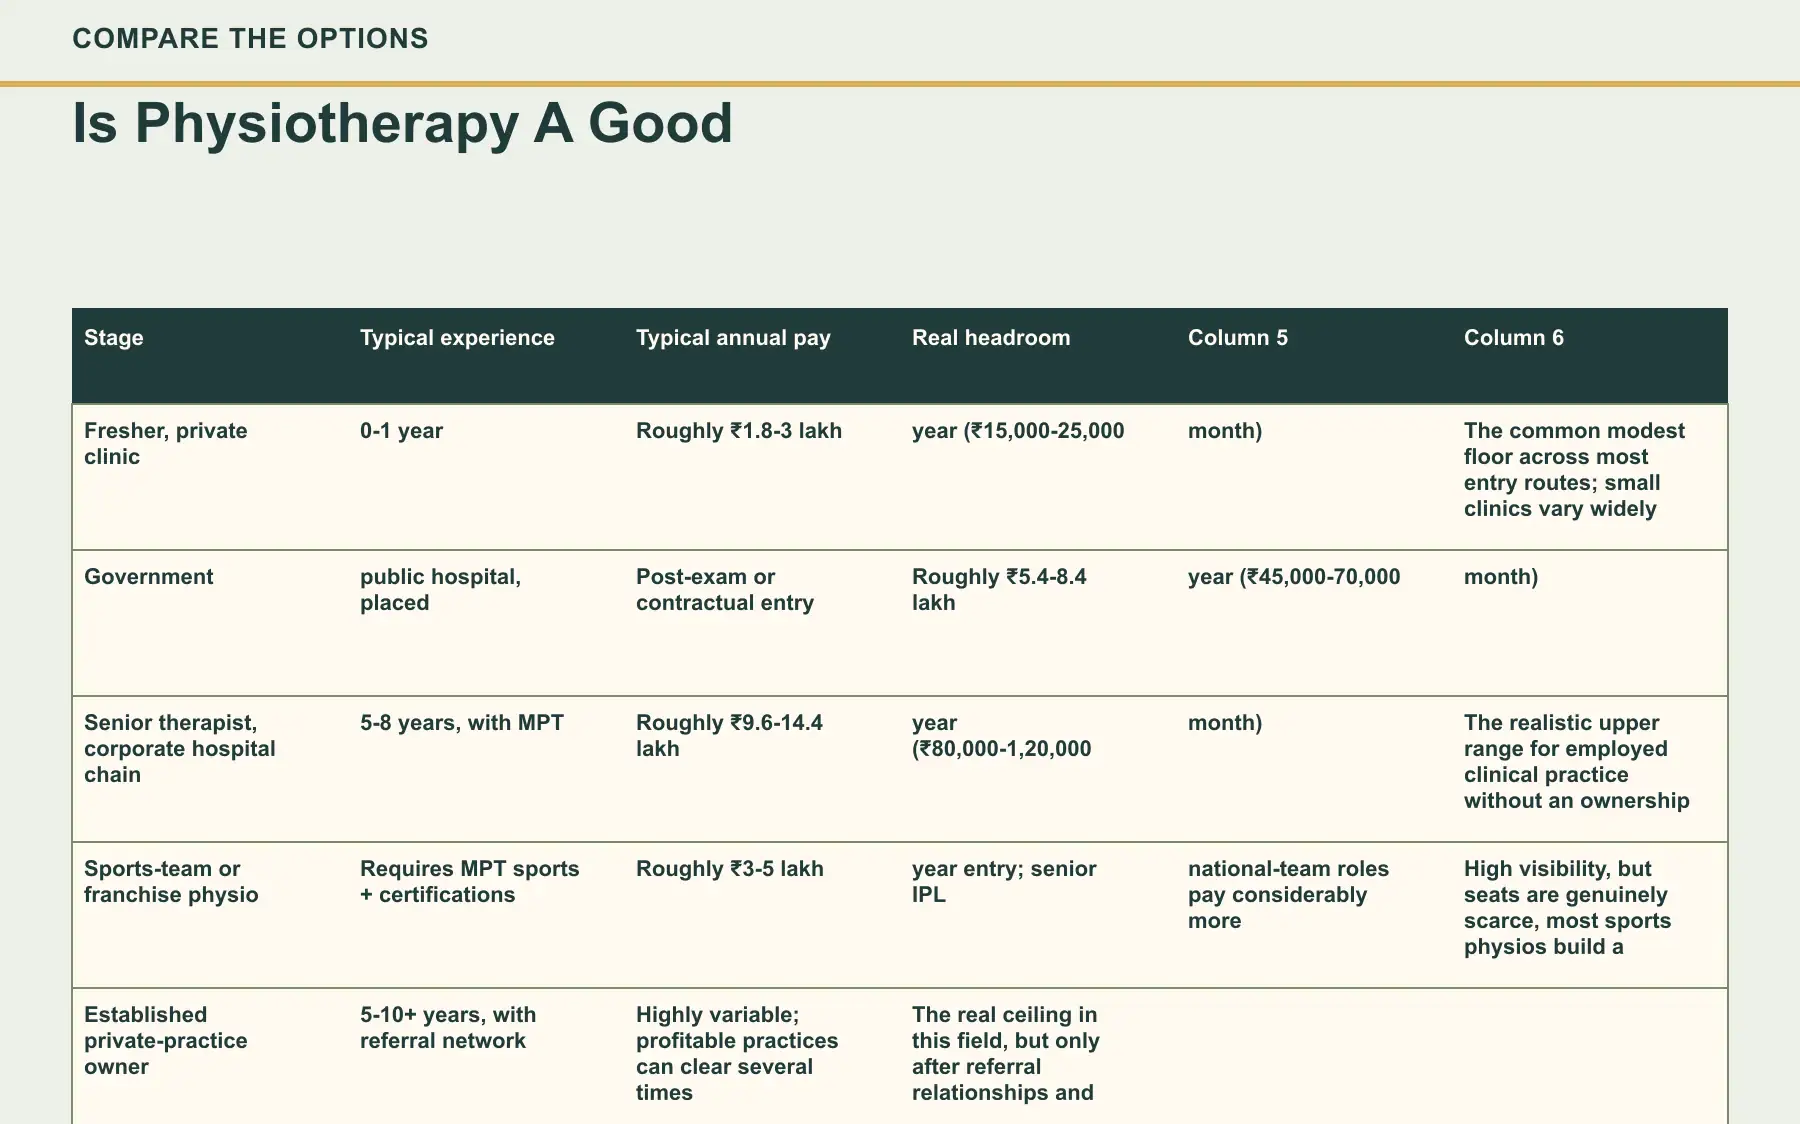 COMPARE THE OPTIONS
Is Physiotherapy A Good
Stage
Typical experience
Typical annual pay
Real headroom
Column 5
Column 6
Fresher, private
clinic
0-1 year
Roughly ₹1.8-3 lakh
year (₹15,000-25,000
month)
The common modest
floor across most
entry routes; small
clinics vary widely
Government
public hospital,
placed
Post-exam or
contractual entry
Roughly ₹5.4-8.4
lakh
year (₹45,000-70,000
month)
Senior therapist,
corporate hospital
chain
5-8 years, with MPT
Roughly ₹9.6-14.4
lakh
year
(₹80,000-1,20,000
month)
The realistic upper
range for employed
clinical practice
without an ownership
Sports-team or
franchise physio
Requires MPT sports
+ certifications
Roughly ₹3-5 lakh
year entry; senior
IPL
national-team roles
pay considerably
more
High visibility, but
seats are genuinely
scarce, most sports
physios build a
Established
private-practice
owner
5-10+ years, with
referral network
Highly variable;
profitable practices
can clear several
times
The real ceiling in
this field, but only
after referral
relationships and